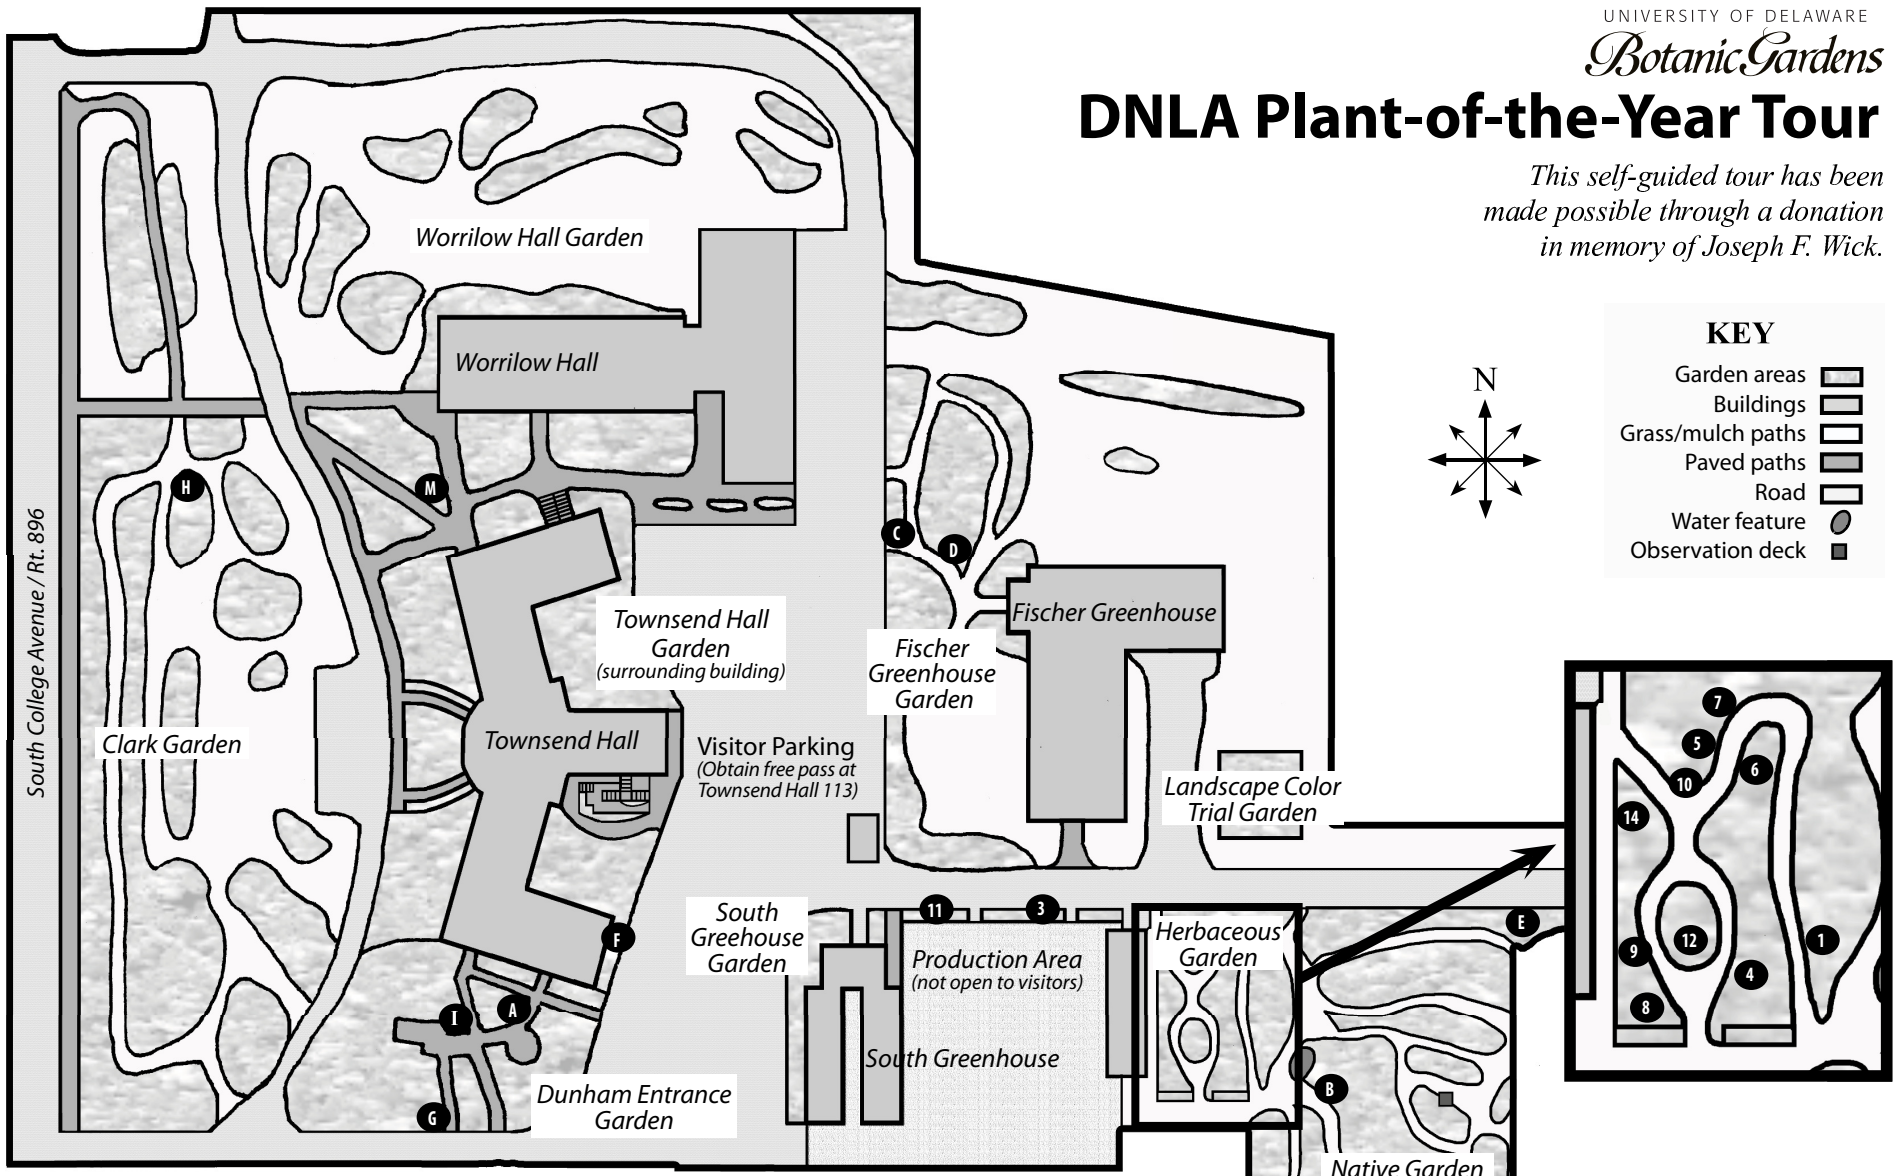 UNIVERSITY OF DELAWARE
Botanic Gardens
DNLA Plant-of-the-Year Tour
This self-guided tour has been
made possible through a donation
in memory of Joseph F. Wick.
KEY
Garden areas
Buildings
Grass/mulch paths
Paved paths
Road
Water feature
Observation deck
N
Worrilow Hall Garden
Worrilow Hall
H
M
C
D
South College Avenue / Rt. 896
Townsend Hall
Garden
(surrounding building)
Fischer Greenhouse
Fischer
Greenhouse
Garden
Clark Garden
Townsend Hall
Visitor Parking
(Obtain free pass at
Townsend Hall 113)
Landscape Color
Trial Garden
South
Greehouse
Garden
11
3
E
F
Production Area
(not open to visitors)
Herbaceous
Garden
I
A
South Greenhouse
G
Dunham Entrance
Garden
B
Native Garden
7
5
10
6
14
9
12
1
4
8